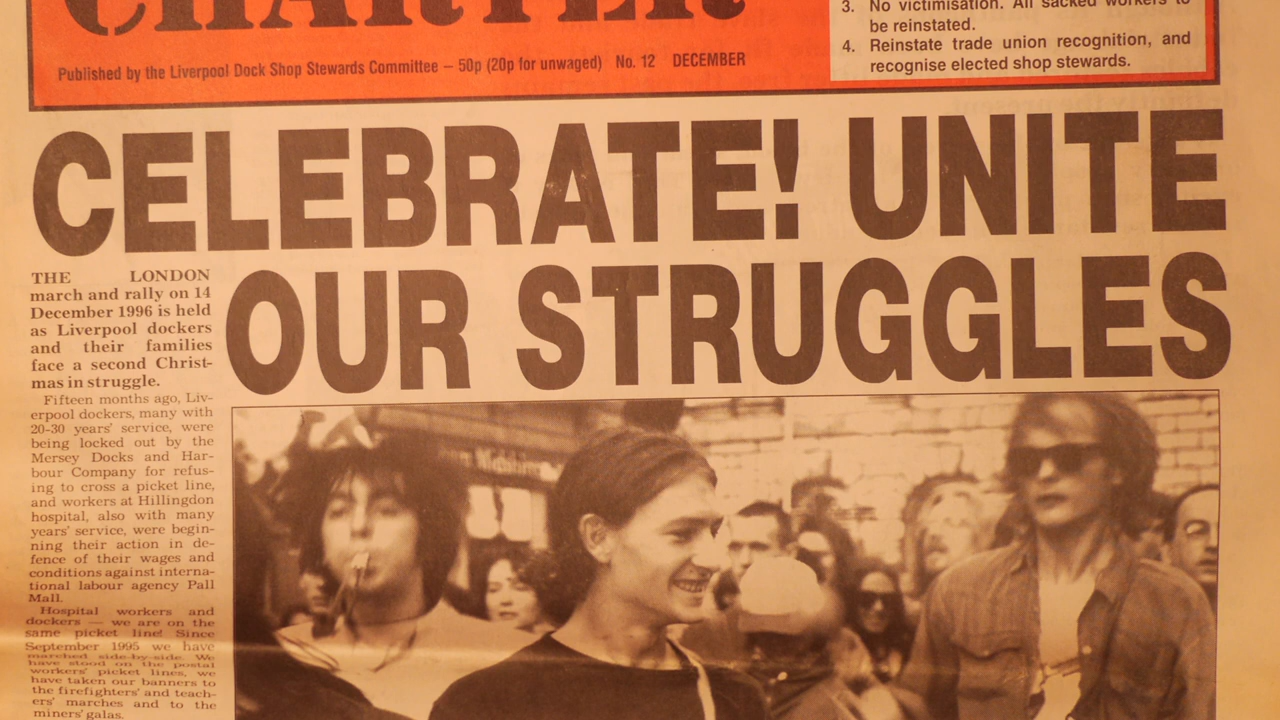 CHARTER
Published by the Liverpool Dock Shop Stewards Committee – 50p (20p for unwaged) No. 12 DECEMBER
3. No victimisation. All sacked workers to
be reinstated.
4. Reinstate trade union recognition, and
recognise elected shop stewards.
CELEBRATE! UNITE
OUR STRUGGLES
THE LONDON
march and rally on 14
December 1996 is held
as Liverpool dockers
and their families
face a second Christ-
mas in struggle.
Fifteen months ago, Liv-
erpool dockers, many with
20-30 years' service, were
being locked out by the
Mersey Docks and Har-
bour Company for refus-
ing to cross a picket line,
and workers at Hillingdon
hospital, also with many
years' service, were begin-
ning their action in de-
fence of their wages and
conditions against interna-
tional labour agency Pall
Mall.
Hospital workers and
dockers — we are on the
same picket line! Since
September 1995 we have
marched side-by-side. We
have stood on the postal
workers' picket lines, we
have taken our banners to
the firefighters' and teach-
ers' marches and to the
miners' galas.